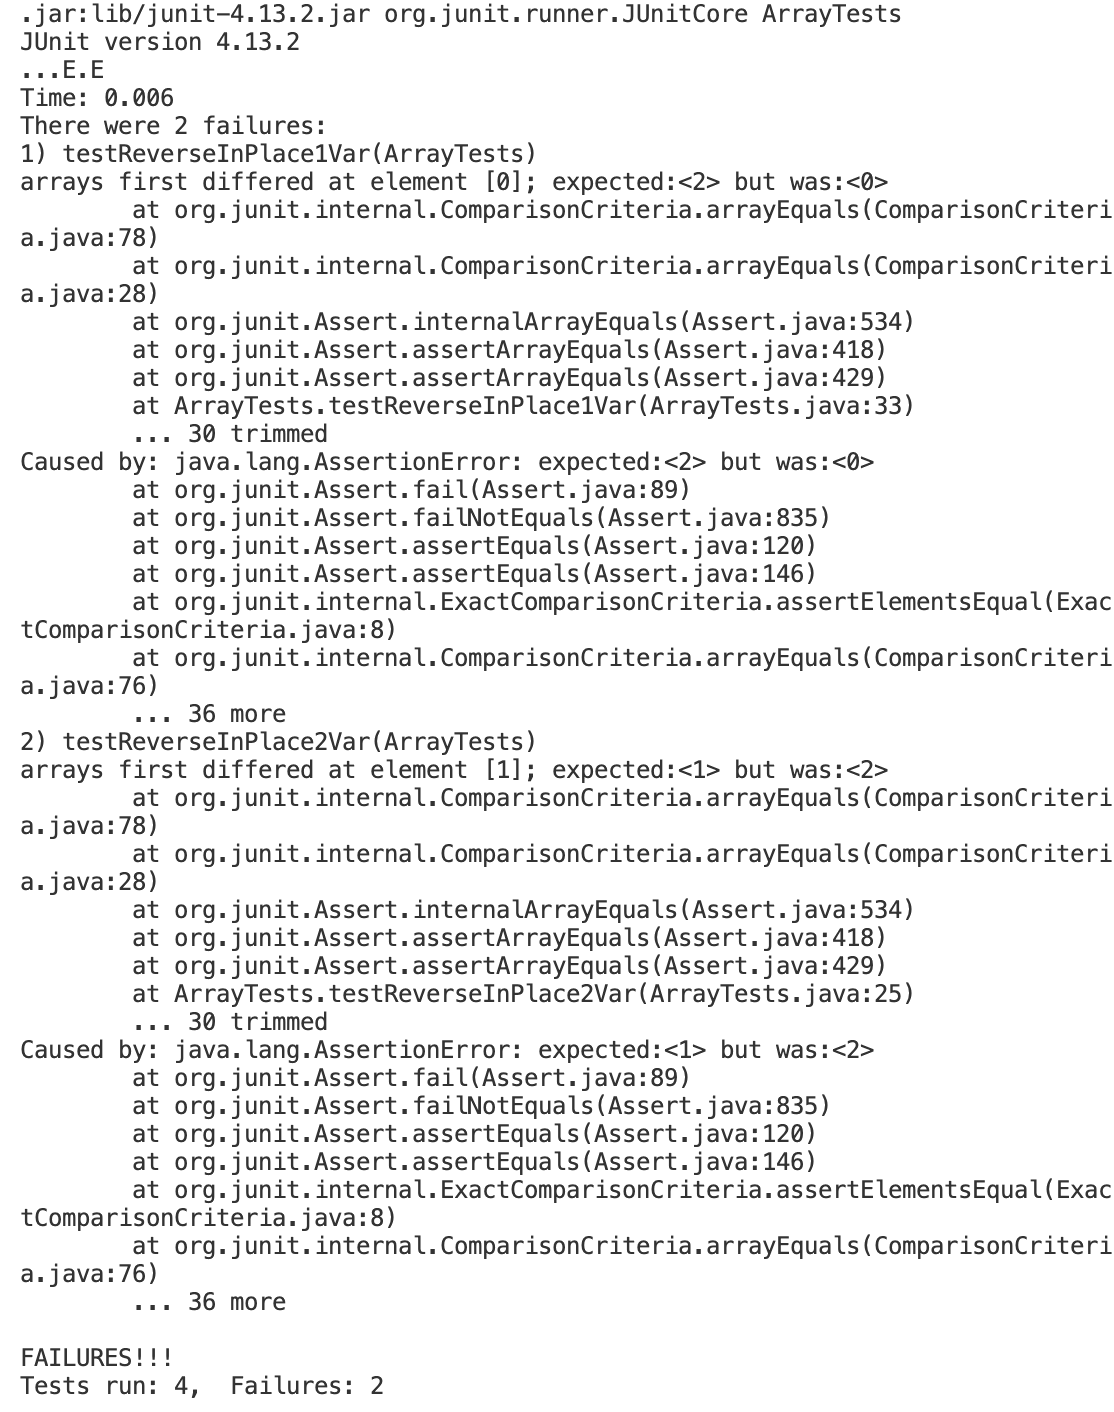 .jar:lib/junit-4.13.2.jar org.junit.runner.JUnitCore ArrayTests
JUnit version 4.13.2
...E.E
Time: 0.006
There were 2 failures:
1) testReverseInPlace1Var(ArrayTests)
arrays first differed at element [0]; expected:<2> but was:<0>
        at org.junit.internal.ComparisonCriteria.arrayEquals(ComparisonCriteri
a.java:78)
        at org.junit.internal.ComparisonCriteria.arrayEquals(ComparisonCriteri
a.java:28)
        at org.junit.Assert.internalArrayEquals(Assert.java:534)
        at org.junit.Assert.assertArrayEquals(Assert.java:418)
        at org.junit.Assert.assertArrayEquals(Assert.java:429)
        at ArrayTests.testReverseInPlace1Var(ArrayTests.java:33)
        ... 30 trimmed
Caused by: java.lang.AssertionError: expected:<2> but was:<0>
        at org.junit.Assert.fail(Assert.java:89)
        at org.junit.Assert.failNotEquals(Assert.java:835)
        at org.junit.Assert.assertEquals(Assert.java:120)
        at org.junit.Assert.assertEquals(Assert.java:146)
        at org.junit.internal.ExactComparisonCriteria.assertElementsEqual(Exac
tComparisonCriteria.java:8)
        at org.junit.internal.ComparisonCriteria.arrayEquals(ComparisonCriteri
a.java:76)
        ... 36 more
2) testReverseInPlace2Var(ArrayTests)
arrays first differed at element [1]; expected:<1> but was:<2>
        at org.junit.internal.ComparisonCriteria.arrayEquals(ComparisonCriteri
a.java:78)
        at org.junit.internal.ComparisonCriteria.arrayEquals(ComparisonCriteri
a.java:28)
        at org.junit.Assert.internalArrayEquals(Assert.java:534)
        at org.junit.Assert.assertArrayEquals(Assert.java:418)
        at org.junit.Assert.assertArrayEquals(Assert.java:429)
        at ArrayTests.testReverseInPlace2Var(ArrayTests.java:25)
        ... 30 trimmed
Caused by: java.lang.AssertionError: expected:<1> but was:<2>
        at org.junit.Assert.fail(Assert.java:89)
        at org.junit.Assert.failNotEquals(Assert.java:835)
        at org.junit.Assert.assertEquals(Assert.java:120)
        at org.junit.Assert.assertEquals(Assert.java:146)
        at org.junit.internal.ExactComparisonCriteria.assertElementsEqual(Exac
tComparisonCriteria.java:8)
        at org.junit.internal.ComparisonCriteria.arrayEquals(ComparisonCriteri
a.java:76)
        ... 36 more

FAILURES!!!
Tests run: 4,  Failures: 2